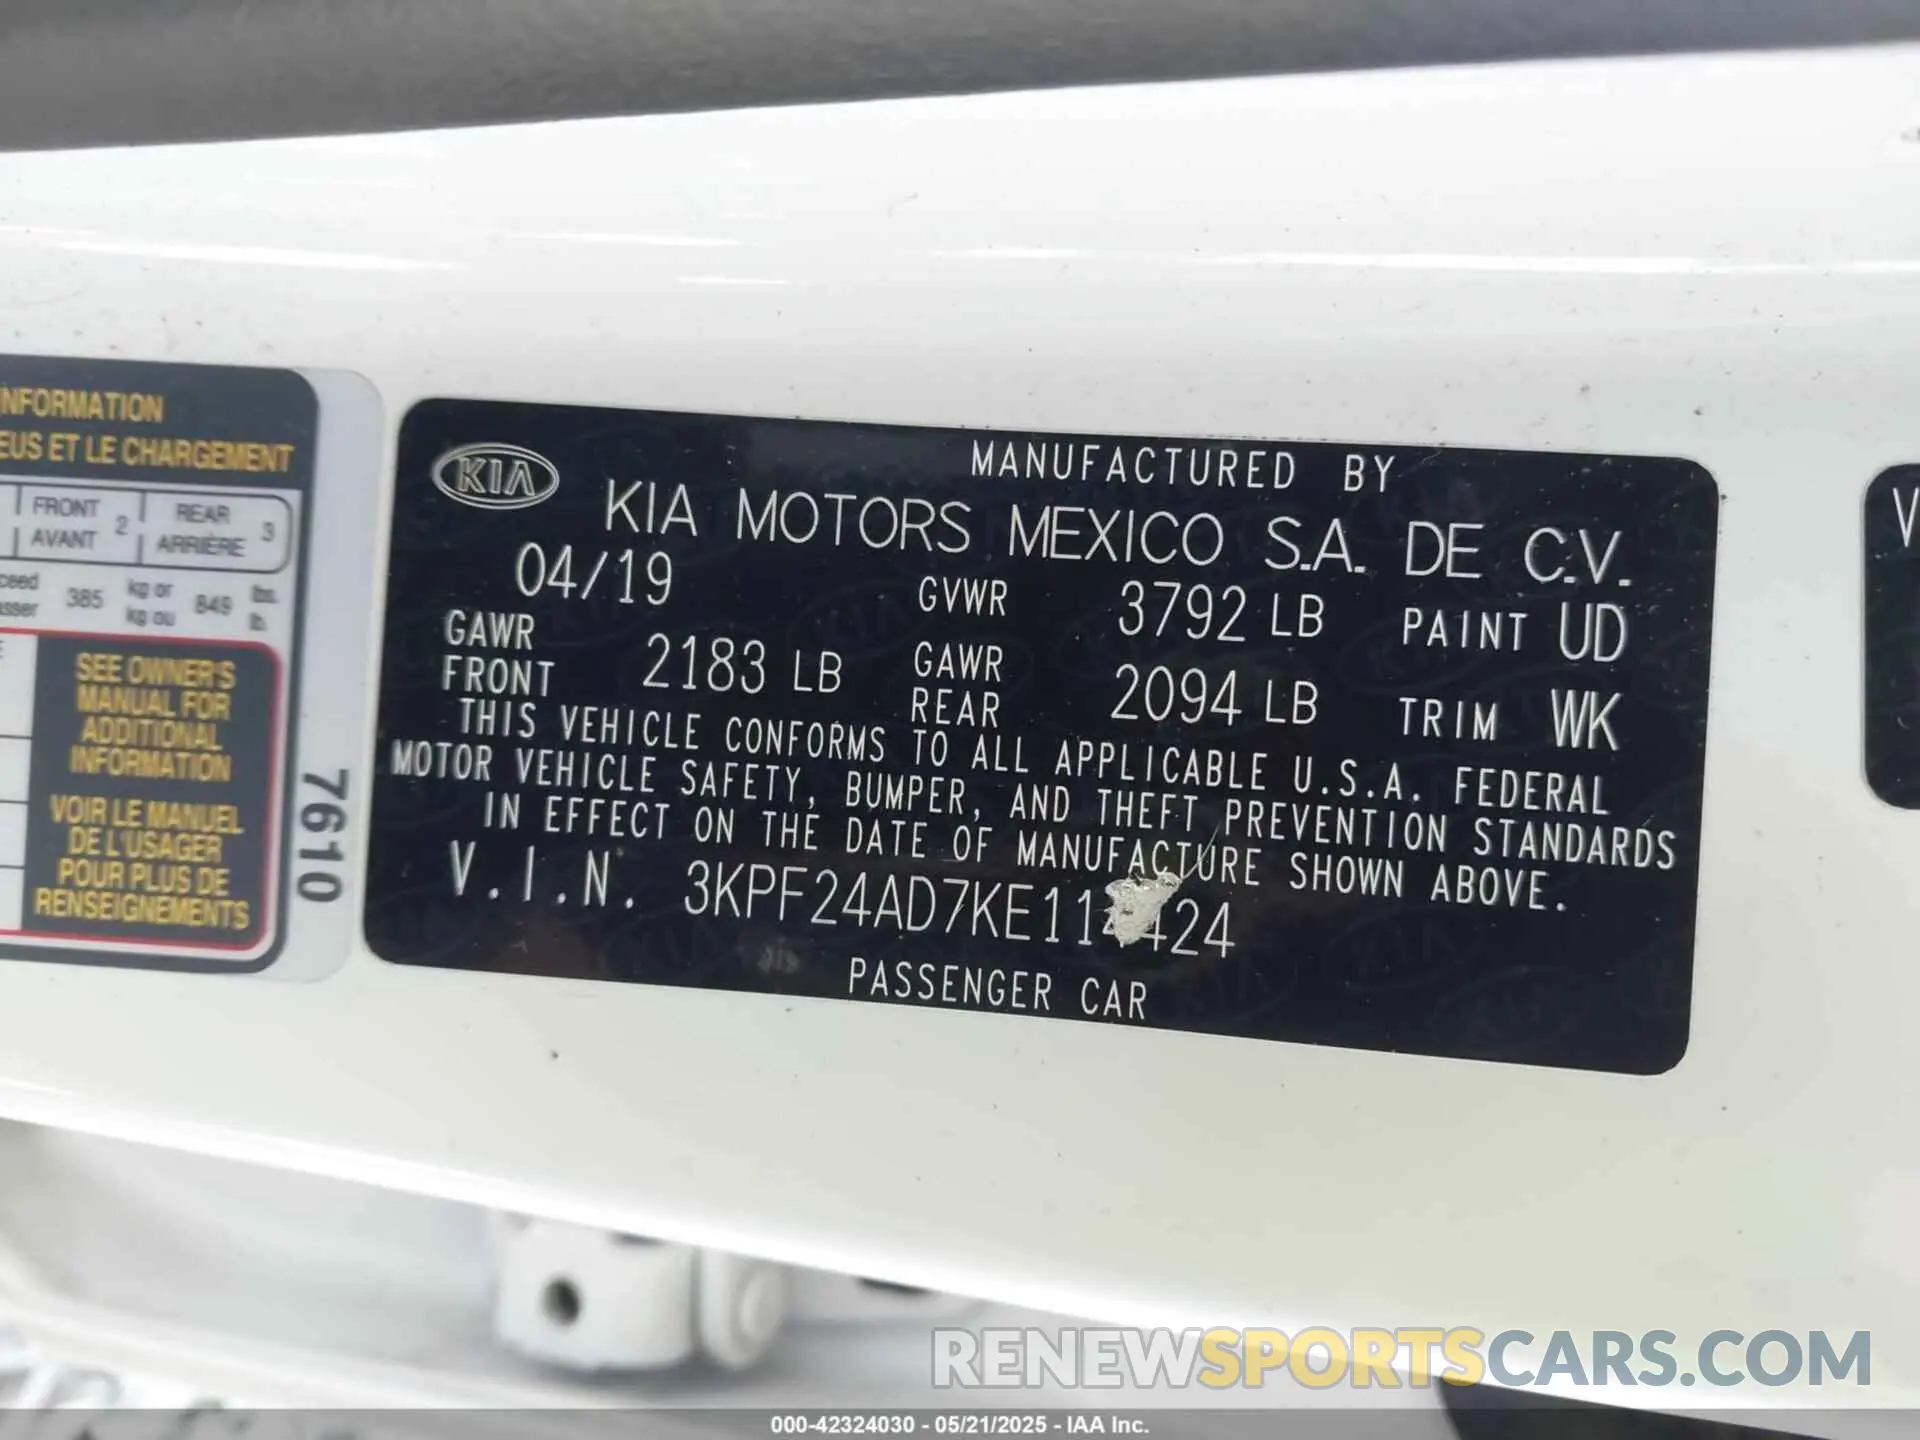 INFORMATION
EUS ET LE CHARGEMENT
FRONT 2 REAR 3
AVANT ARRIÈRE
385 kg or 849 lbs.
kg ou lb.
SEE OWNER'S
MANUAL FOR
ADDITIONAL
INFORMATION
VOIR LE MANUEL
DE L'USAGER
POUR PLUS DE
RENSEIGNEMENTS
7610
KIA
MANUFACTURED BY
KIA MOTORS MEXICO S.A. DE C.V.
04/19 GVWR 3792 LB PAINT UD
GAWR FRONT 2183 LB GAWR REAR 2094 LB TRIM WK
THIS VEHICLE CONFORMS TO ALL APPLICABLE U.S.A. FEDERAL
MOTOR VEHICLE SAFETY, BUMPER, AND THEFT PREVENTION STANDARDS
IN EFFECT ON THE DATE OF MANUFACTURE SHOWN ABOVE.
V.I.N.
PASSENGER CAR
V
RENEWSPORTSCARS.COM
000-42324030 - 05/21/2025 - IAA Inc.